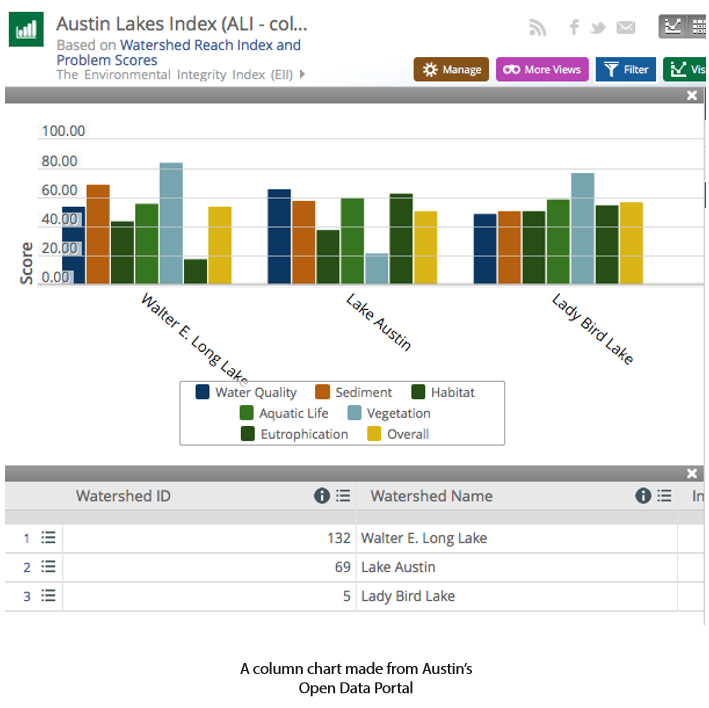 Austin Lakes Index (ALI - col...
Based on Watershed Reach Index and
Problem Scores
The Environmental Integrity Index (EII)
Manage
More Views
Filter
Vis
100.00
80.00
60.00
40.00
20.00
0.00
Score
Walter E. Long Lake
Lake Austin
Lady Bird Lake
Water Quality Sediment Habitat
Aquatic Life Vegetation
Eutrophication Overall
Watershed ID Watershed Name In
1 132 Walter E. Long Lake
2 69 Lake Austin
3 5 Lady Bird Lake
A column chart made from Austin's
Open Data Portal